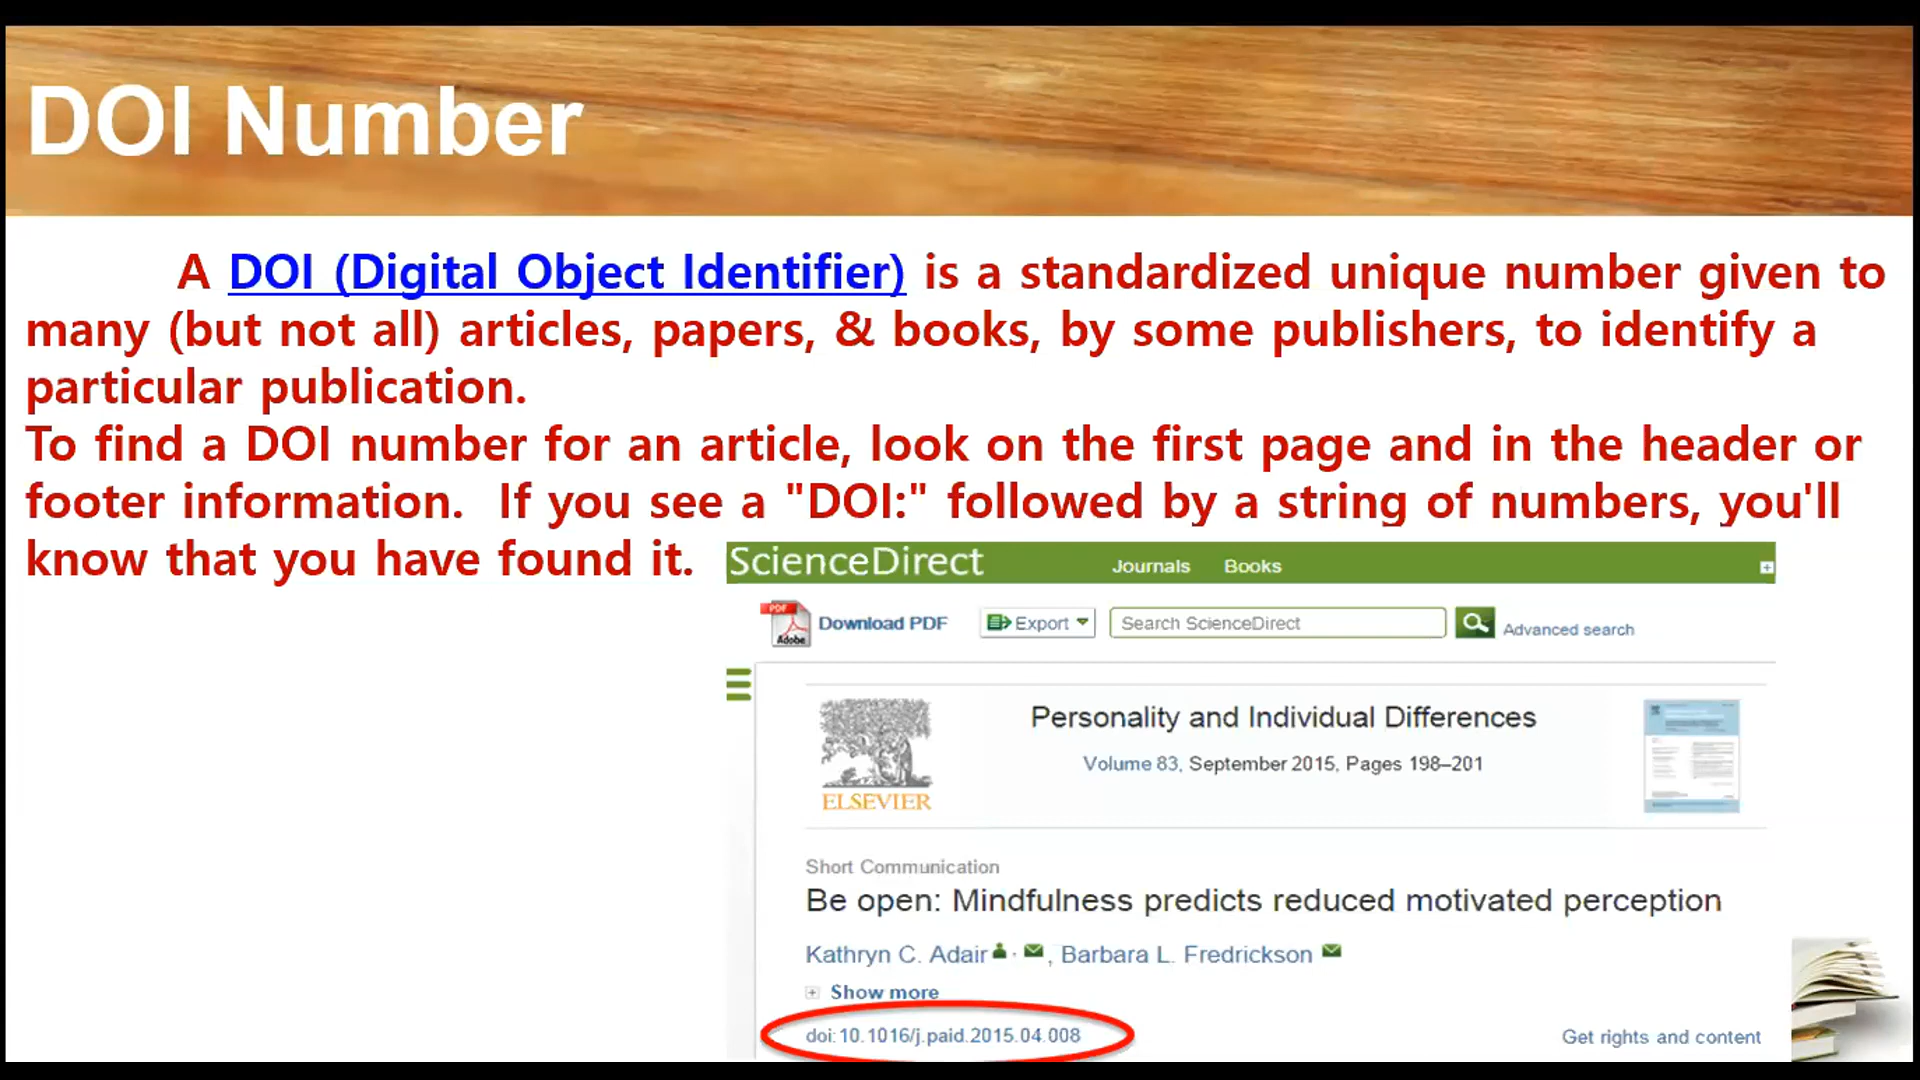 DOI Number
A DOI (Digital Object Identifier) is a standardized unique number given to
many (but not all) articles, papers, & books, by some publishers, to identify a
particular publication.
To find a DOI number for an article, look on the first page and in the header or
footer information.  If you see a "DOI:" followed by a string of numbers, you'll
know that you have found it.
ScienceDirect Journals Books
PDF
Adobe
Download PDF Export Search ScienceDirect Advanced search
Personality and Individual Differences
Volume 83, September 2015, Pages 198–201
ELSEVIER
Short Communication
Be open: Mindfulness predicts reduced motivated perception
Kathryn C. Adair , Barbara L. Fredrickson
Show more
doi:10.1016/j.paid.2015.04.008 Get rights and content